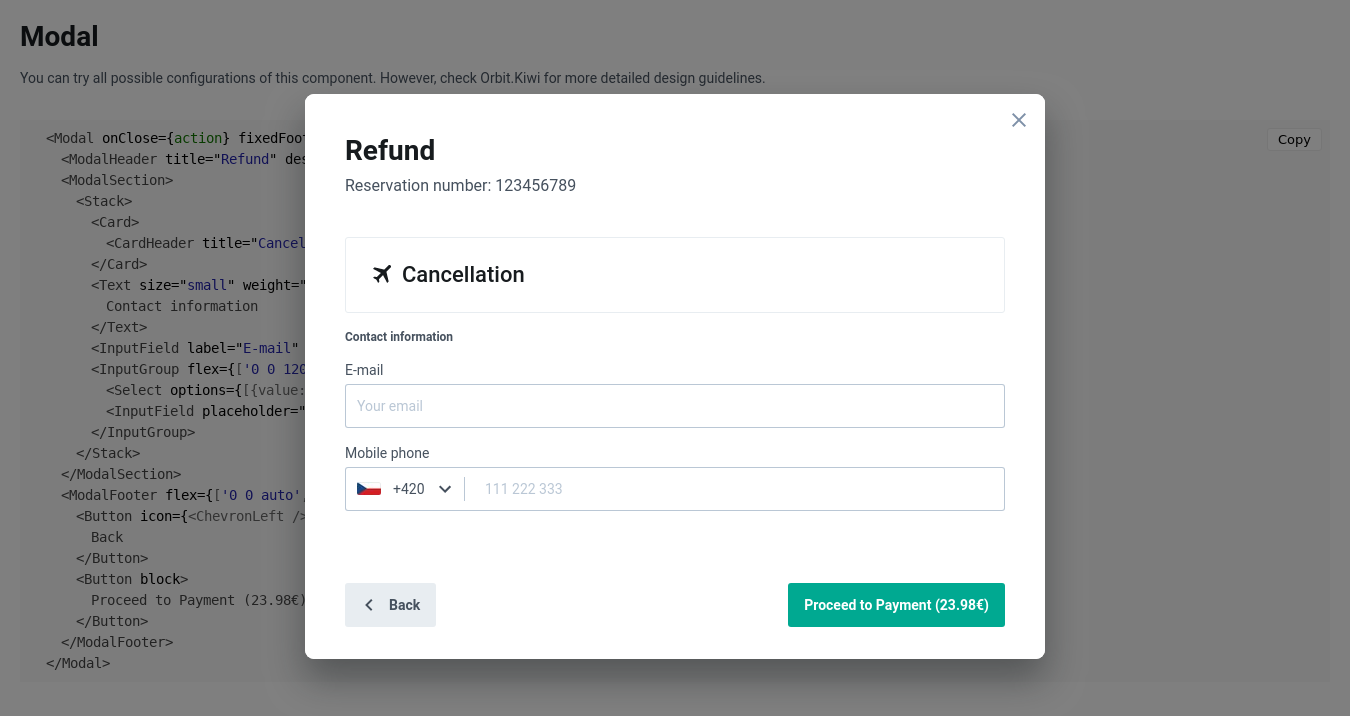 Modal
You can try all possible configurations of this component. However, check Orbit.Kiwi for more detailed design guidelines.
Copy
<Modal onClose={action} fixedFoot
<ModalHeader title="Refund" des
<ModalSection>
<Stack>
<Card>
<CardHeader title="Cancel
</Card>
<Text size="small" weight="
Contact information
</Text>
<InputField label="E-mail"
<InputGroup flex={['0 0 120
<Select options={[{value:
<InputField placeholder="
</InputGroup>
</Stack>
</ModalSection>
<ModalFooter flex={['0 0 auto',
<Button icon={<ChevronLeft />
Back
</Button>
<Button block>
Proceed to Payment (23.98€)
</Button>
</ModalFooter>
</Modal>
Refund
Reservation number: 123456789
Cancellation
Contact information
E-mail
Your email
Mobile phone
+420 111 222 333
Back
Proceed to Payment (23.98€)